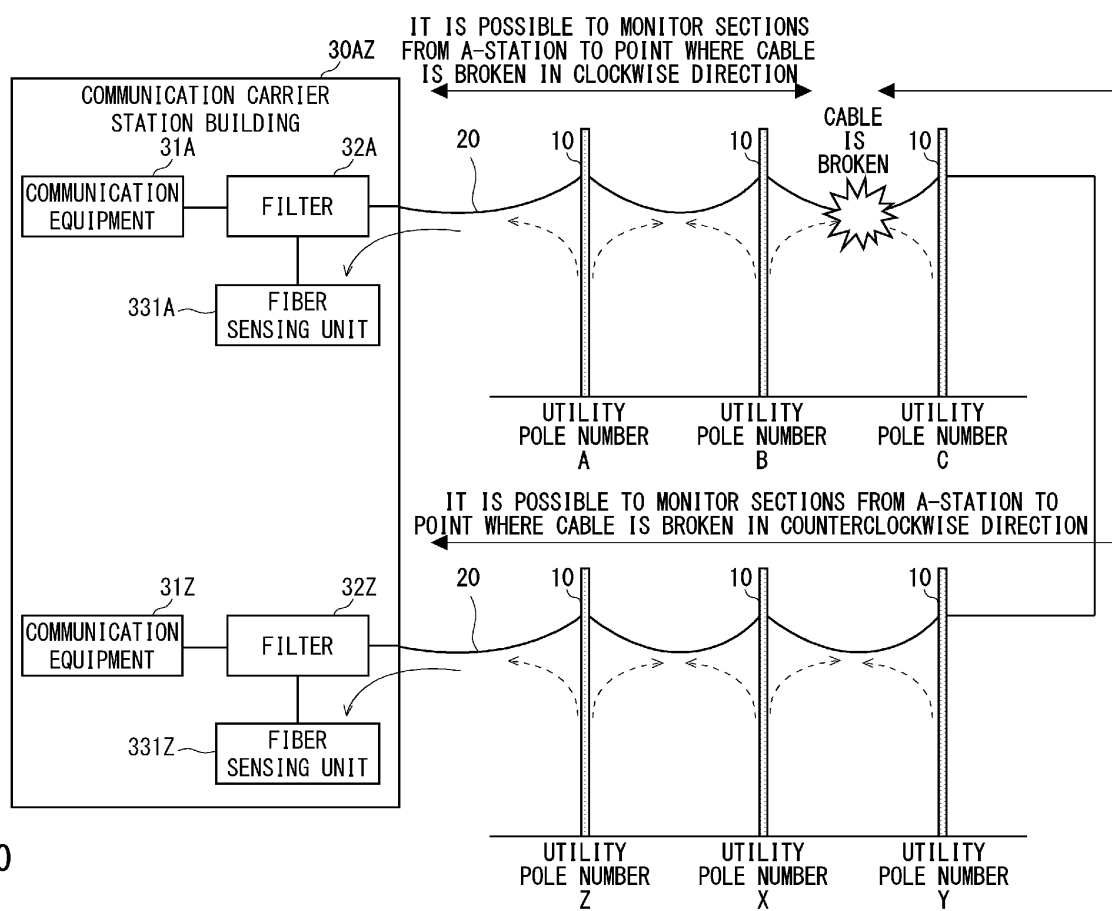 IT IS POSSIBLE TO MONITOR SECTIONS
FROM A-STATION TO POINT WHERE CABLE
IS BROKEN IN CLOCKWISE DIRECTION
30AZ
COMMUNICATION CARRIER
STATION BUILDING
31A
32A
20
10
10
CABLE
IS
BROKEN
10
COMMUNICATION
EQUIPMENT
FILTER
331A
FIBER
SENSING UNIT
UTILITY
POLE NUMBER
A
UTILITY
POLE NUMBER
B
UTILITY
POLE NUMBER
C
IT IS POSSIBLE TO MONITOR SECTIONS FROM A-STATION TO
POINT WHERE CABLE IS BROKEN IN COUNTERCLOCKWISE DIRECTION
31Z
32Z
20
10
10
10
COMMUNICATION
EQUIPMENT
FILTER
331Z
FIBER
SENSING UNIT
UTILITY
POLE NUMBER
Z
UTILITY
POLE NUMBER
X
UTILITY
POLE NUMBER
Y
0